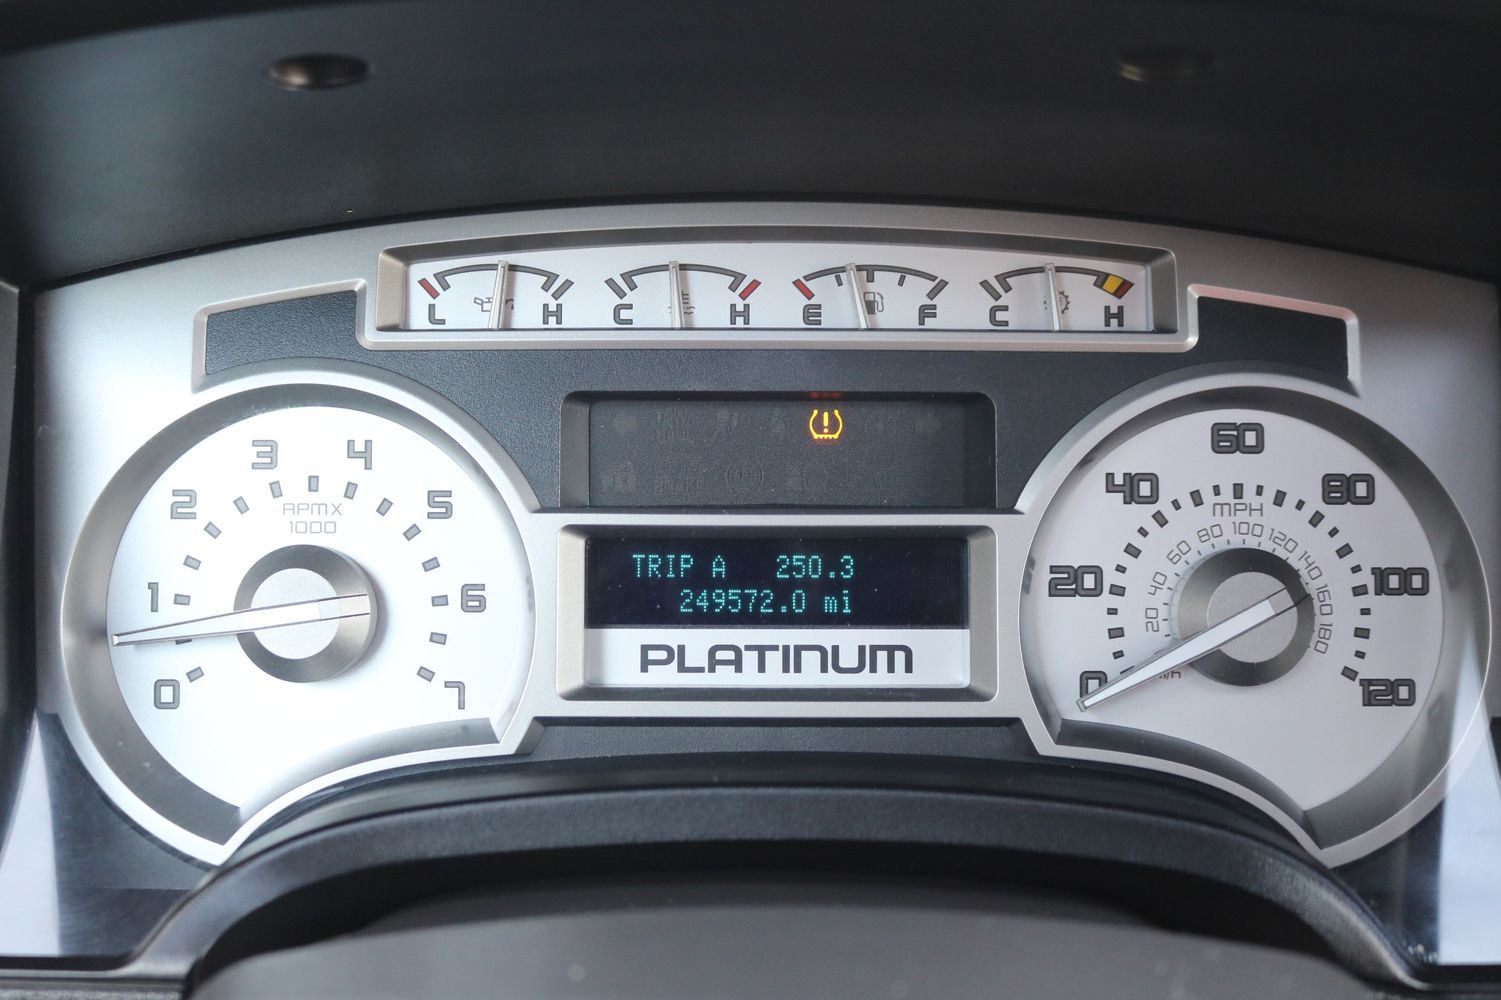 L H C H E F C H
0 1 2 3 4 5 6 7
RPM X
1000
TRIP A 250.3
249572.0 mi
PLATINUM
0 20 40 60 80 100 120
MPH
20 40 60 80 100 120 140 160 180